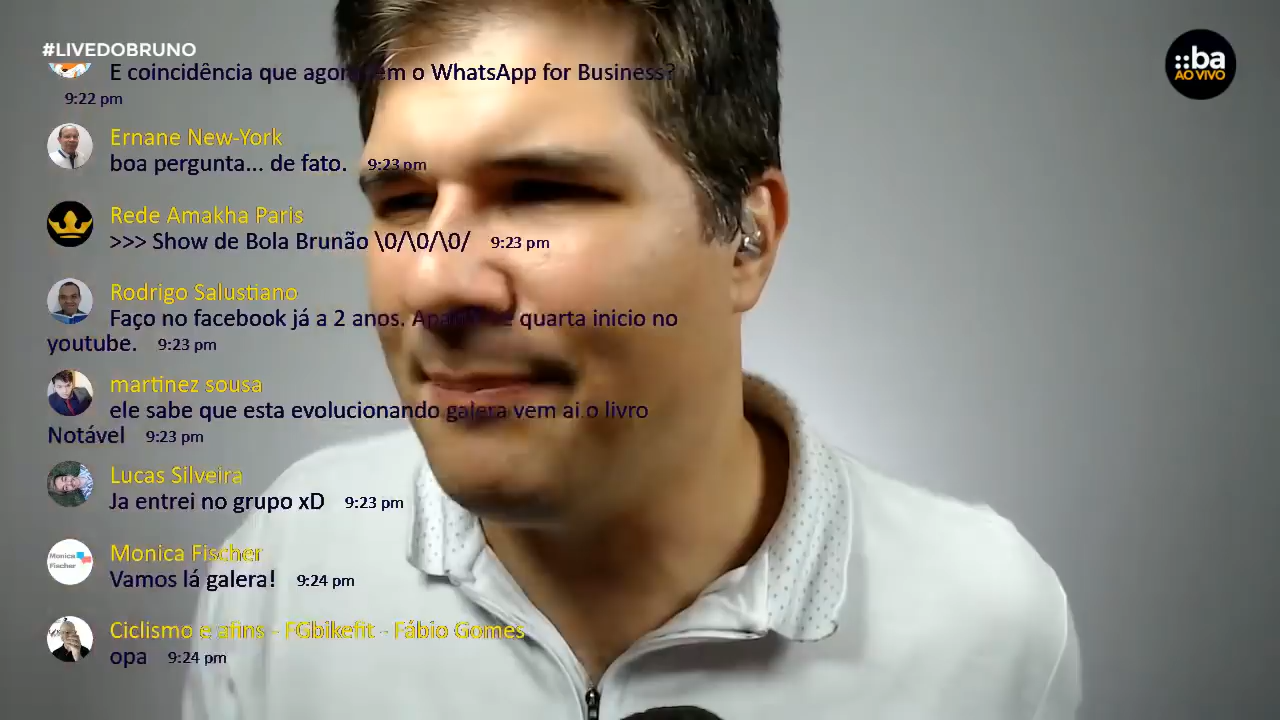 #LIVEDOBRUNO
::ba
AO VIVO
E coincidência que agora tem o WhatsApp for Business?
9:22 pm
Ernane New-York
boa pergunta... de fato. 9:23 pm
Rede Amakha Paris
>>> Show de Bola Brunão \0/\0/\0/ 9:23 pm
Rodrigo Salustiano
Faço no facebook já a 2 anos. quarta inicio no
youtube. 9:23 pm
martinez sousa
ele sabe que esta evolucionando galera vem ai o livro
Notável 9:23 pm
Lucas Silveira
Ja entrei no grupo xD 9:23 pm
Monica
Fischer
Monica Fischer
Vamos lá galera! 9:24 pm
Ciclismo e afins - FGbikefit - Fábio Gomes
opa 9:24 pm